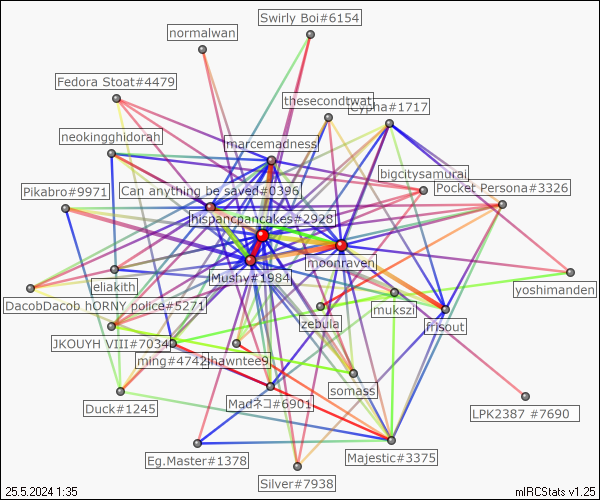 Swirly Boi#6154
normalwan
Fedora Stoat#4479
thesecondtwat
Cypha#1717
neokingghidorah
marcemadness
bigcitysamurai
Pikabro#9971
Can anything be saved#0396
Pocket Persona#3326
hispancpancakes#2928
moonraven
Mushy#1984
eliakith
yoshimanden
DacobDacob HORNY police#5271
mukszi
zebula
frisout
JKOUYH VIII#7034
ming#4742
shawntee9
somass
Duck#1245
Madネコ#6901
LPK2387 #7690
Eg.Master#1378
Majestic#3375
Silver#7938
25.5.2024 1:35
mIRCStats v1.25